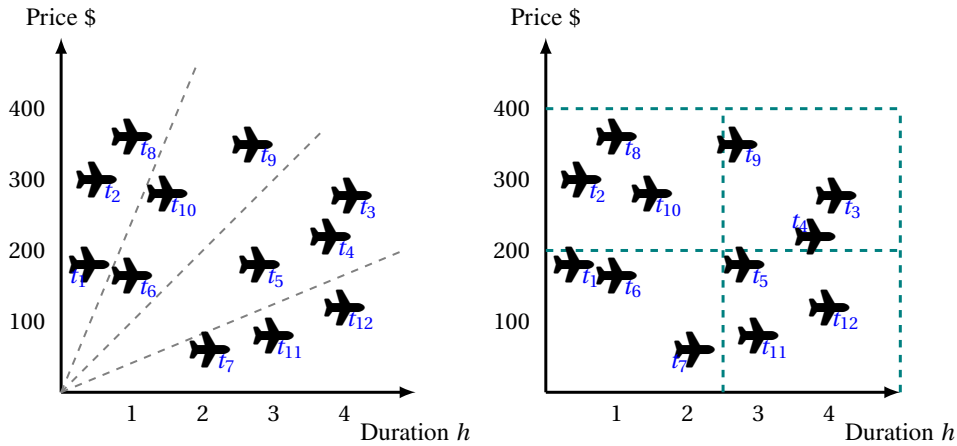 Price $
400
300
200
100
t8
t9
t2
t10
t3
t4
t1
t6
t5
t12
t7
t11
1 2 3 4
Duration h
Price $
400
300
200
100
t8
t9
t2
t10
t3
t4
t1
t6
t5
t12
t7
t11
1 2 3 4
Duration h